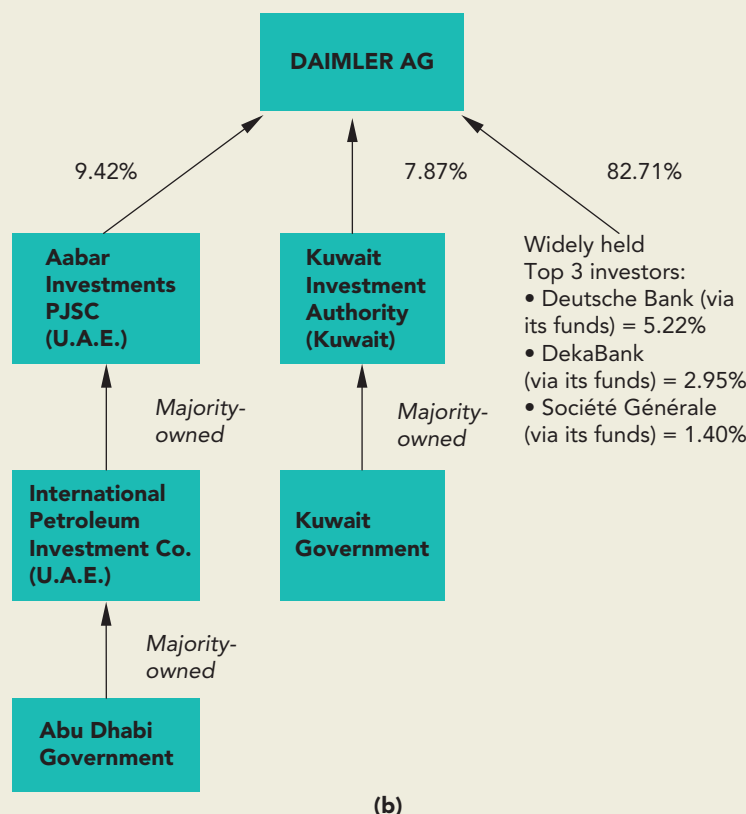 DAIMLER AG
9.42%
7.87%
82.71%
Aabar
Investments
PJSC
(U.A.E.)
Kuwait
Investment
Authority
(Kuwait)
Widely held
Top 3 investors:
• Deutsche Bank (via
its funds) = 5.22%
• DekaBank
(via its funds) = 2.95%
• Société Générale
(via its funds) = 1.40%
Majority-
owned
Majority-
owned
International
Petroleum
Investment Co.
(U.A.E.)
Kuwait
Government
Majority-
owned
Abu Dhabi
Government
(b)